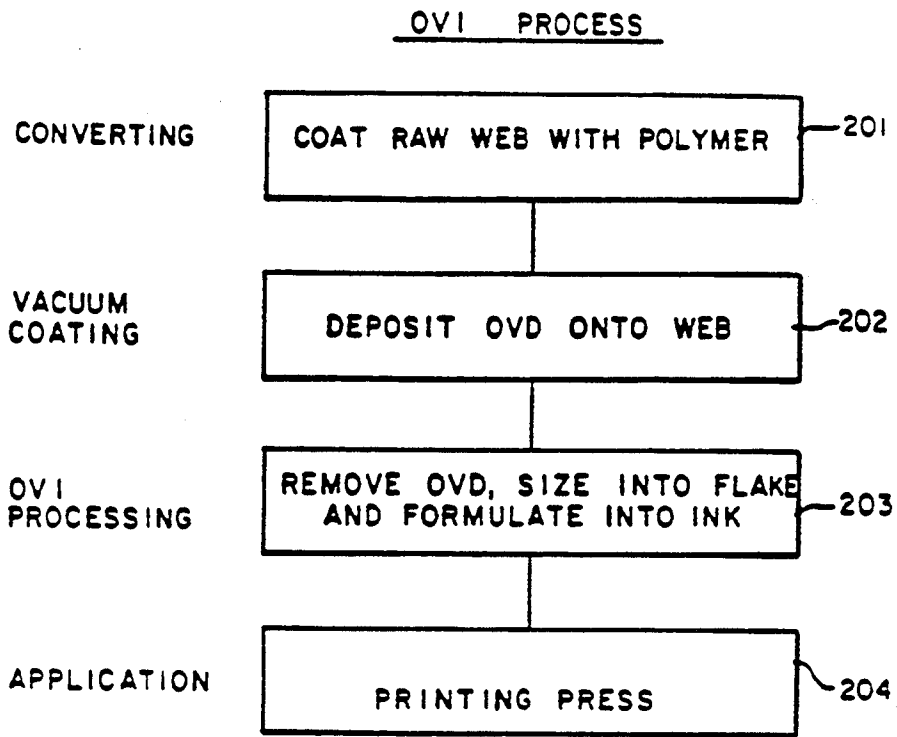 OVI PROCESS
CONVERTING
COAT RAW WEB WITH POLYMER
201
VACUUM
COATING
DEPOSIT OVD ONTO WEB
202
OVI
PROCESSING
REMOVE OVD, SIZE INTO FLAKE
AND FORMULATE INTO INK
203
APPLICATION
PRINTING PRESS
204